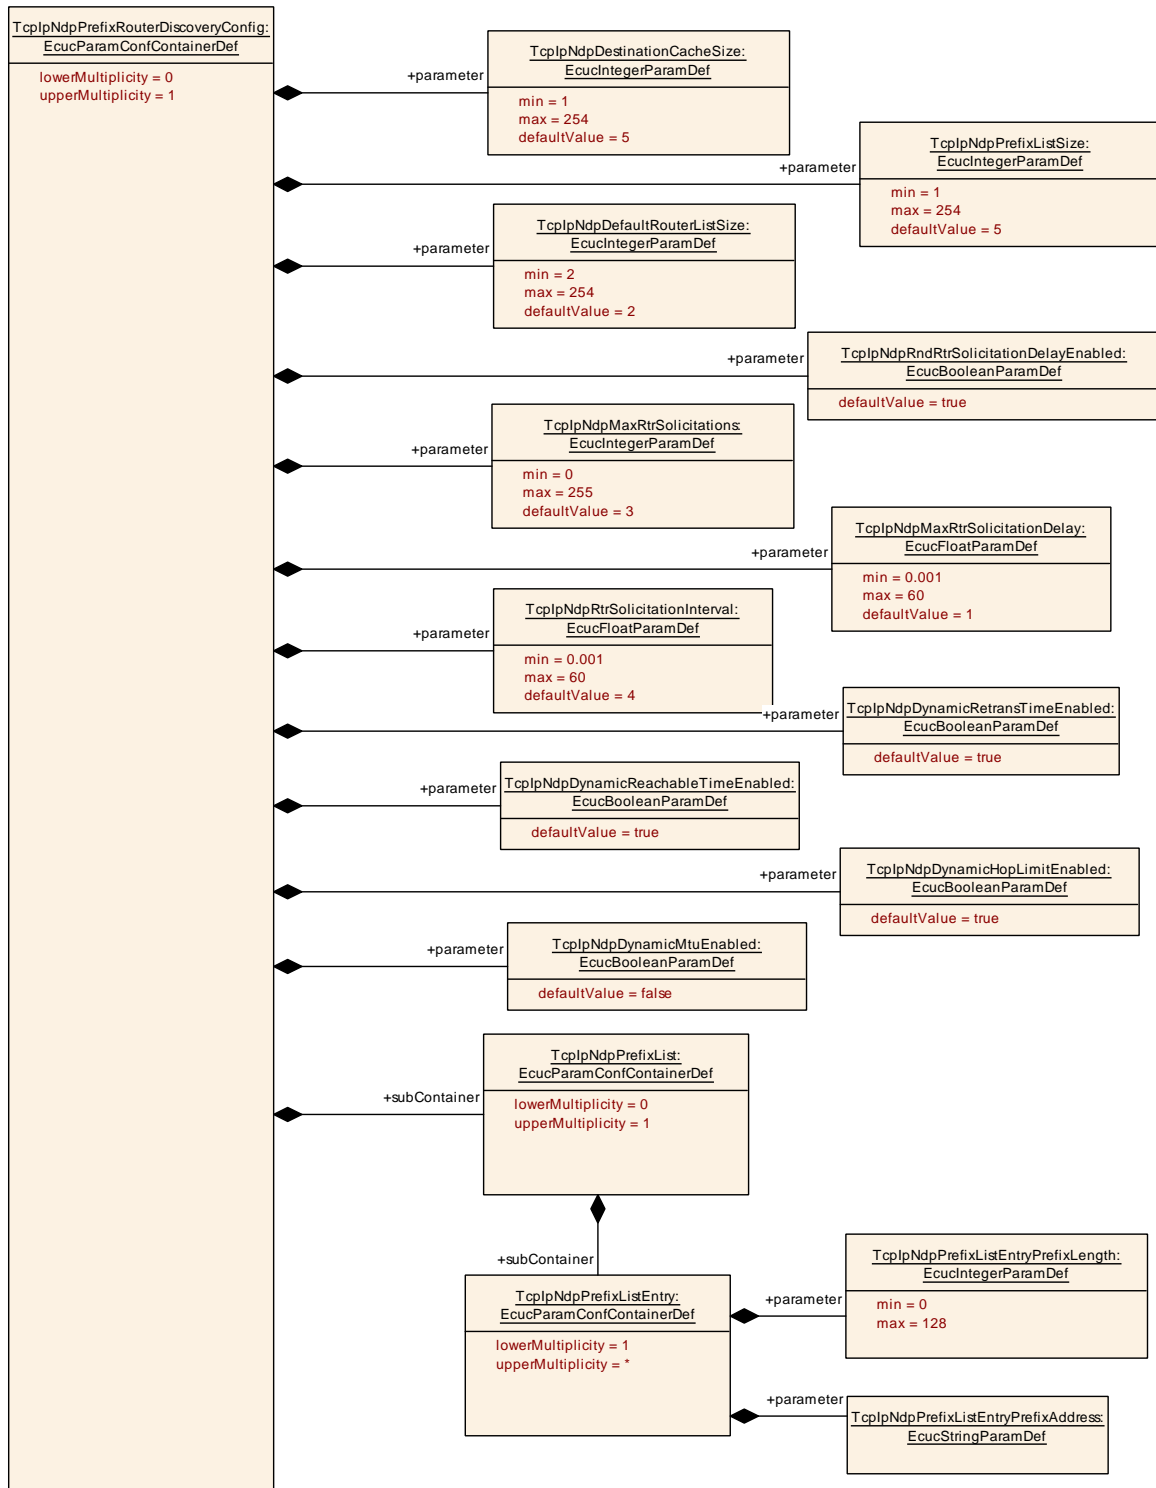 TcpIpNdpPrefixRouterDiscoveryConfig:
EcucParamConfContainerDef
lowerMultiplicity = 0
upperMultiplicity = 1
+parameter
TcpIpNdpDestinationCacheSize:
EcucIntegerParamDef
min = 1
max = 254
defaultValue = 5
+parameter
TcpIpNdpPrefixListSize:
EcucIntegerParamDef
min = 1
max = 254
defaultValue = 5
+parameter
TcpIpNdpDefaultRouterListSize:
EcucIntegerParamDef
min = 2
max = 254
defaultValue = 2
+parameter
TcpIpNdpRndRtrSolicitationDelayEnabled:
EcucBooleanParamDef
defaultValue = true
+parameter
TcpIpNdpMaxRtrSolicitations:
EcucIntegerParamDef
min = 0
max = 255
defaultValue = 3
+parameter
TcpIpNdpMaxRtrSolicitationDelay:
EcucFloatParamDef
min = 0.001
max = 60
defaultValue = 1
+parameter
TcpIpNdpRtrSolicitationInterval:
EcucFloatParamDef
min = 0.001
max = 60
defaultValue = 4
+parameter
TcpIpNdpDynamicRetransTimeEnabled:
EcucBooleanParamDef
defaultValue = true
+parameter
TcpIpNdpDynamicReachableTimeEnabled:
EcucBooleanParamDef
defaultValue = true
+parameter
TcpIpNdpDynamicHopLimitEnabled:
EcucBooleanParamDef
defaultValue = true
+parameter
TcpIpNdpDynamicMtuEnabled:
EcucBooleanParamDef
defaultValue = false
+subContainer
TcpIpNdpPrefixList:
EcucParamConfContainerDef
lowerMultiplicity = 0
upperMultiplicity = 1
+subContainer
TcpIpNdpPrefixListEntry:
EcucParamConfContainerDef
lowerMultiplicity = 1
upperMultiplicity = *
+parameter
TcpIpNdpPrefixListEntryPrefixLength:
EcucIntegerParamDef
min = 0
max = 128
+parameter
TcpIpNdpPrefixListEntryPrefixAddress:
EcucStringParamDef